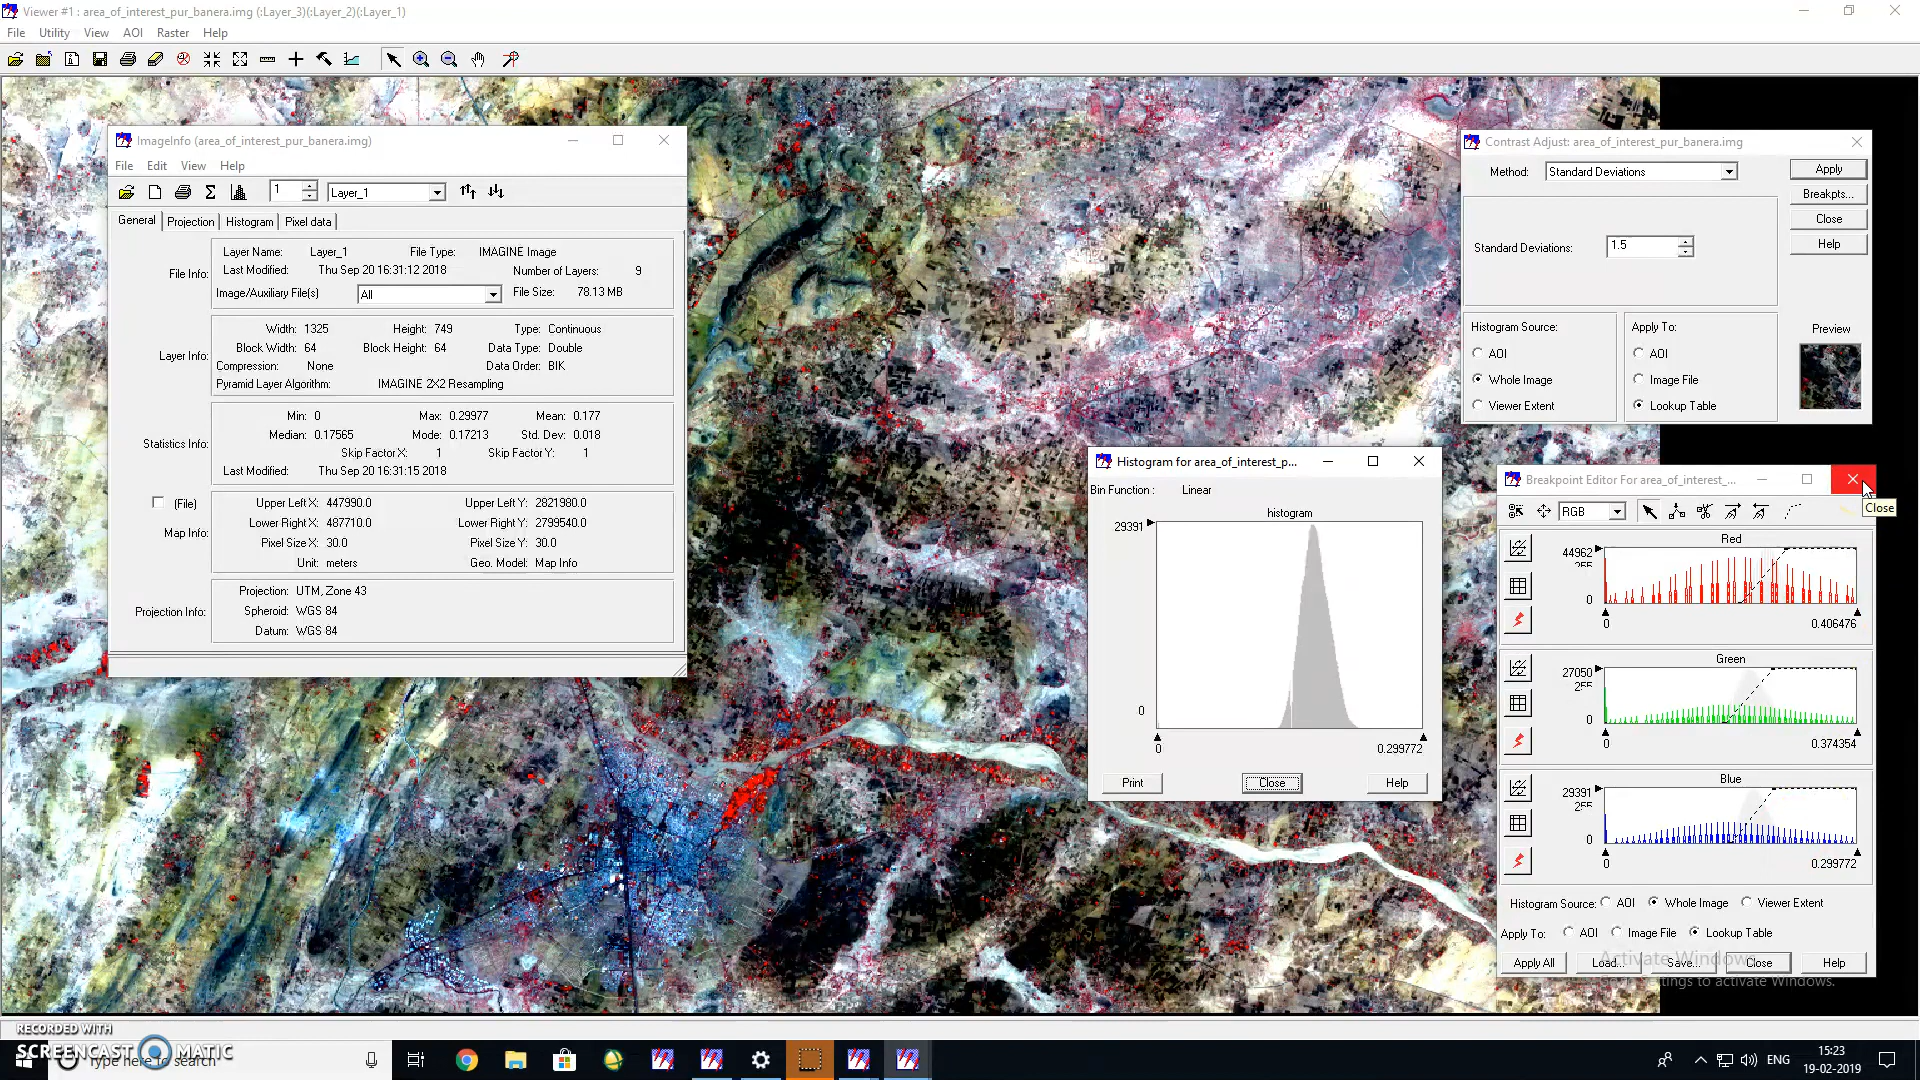 Viewer #1 : area_of_interest_pur_banera.img (:Layer_3)(:Layer_2)(:Layer_1)
File Utility View AOI Raster Help
ImageInfo (area_of_interest_pur_banera.img)
File Edit View Help
1 Layer_1
General Projection Histogram Pixel data
File Info:
Layer Name: Layer_1 File Type: IMAGINE Image
Last Modified: Thu Sep 20 16:31:12 2018 Number of Layers: 9
Image/Auxiliary File(s) All File Size: 78.13 MB
Layer Info:
Width: 1325 Height: 749 Type: Continuous
Block Width: 64 Block Height: 64 Data Type: Double
Compression: None Data Order: BIK
Pyramid Layer Algorithm: IMAGINE 2X2 Resampling
Statistics Info:
Min: 0 Max: 0.29977 Mean: 0.177
Median: 0.17565 Mode: 0.17213 Std. Dev: 0.018
Skip Factor X: 1 Skip Factor Y: 1
Last Modified: Thu Sep 20 16:31:15 2018
(File)
Map Info:
Upper Left X: 447990.0 Upper Left Y: 2821980.0
Lower Right X: 487710.0 Lower Right Y: 2799540.0
Pixel Size X: 30.0 Pixel Size Y: 30.0
Unit: meters Geo. Model: Map Info
Projection Info:
Projection: UTM, Zone 43
Spheroid: WGS 84
Datum: WGS 84
Contrast Adjust: area_of_interest_pur_banera.img
Method: Standard Deviations Apply
Breakpts...
Close
Help
Standard Deviations: 1.5
Histogram Source: Apply To: Preview
AOI AOI
Whole Image Image File
Viewer Extent Lookup Table
Histogram for area_of_interest_p...
Bin Function : Linear
histogram
29391
0
0 0.299772
Print Close Help
Breakpoint Editor For area_of_interest_...
Close
RGB
Red
44962
255
0
0 0.406476
Green
27050
255
0
0 0.374354
Blue
29391
255
0
0 0.299772
Histogram Source: AOI Whole Image Viewer Extent
Apply To: AOI Image File Lookup Table
Apply All Load... Save... Close Help
Activate Windows
settings to activate Windows.
RECORDED WITH
SCREENCAST MATIC
Type here to search
ENG
15:23
19-02-2019